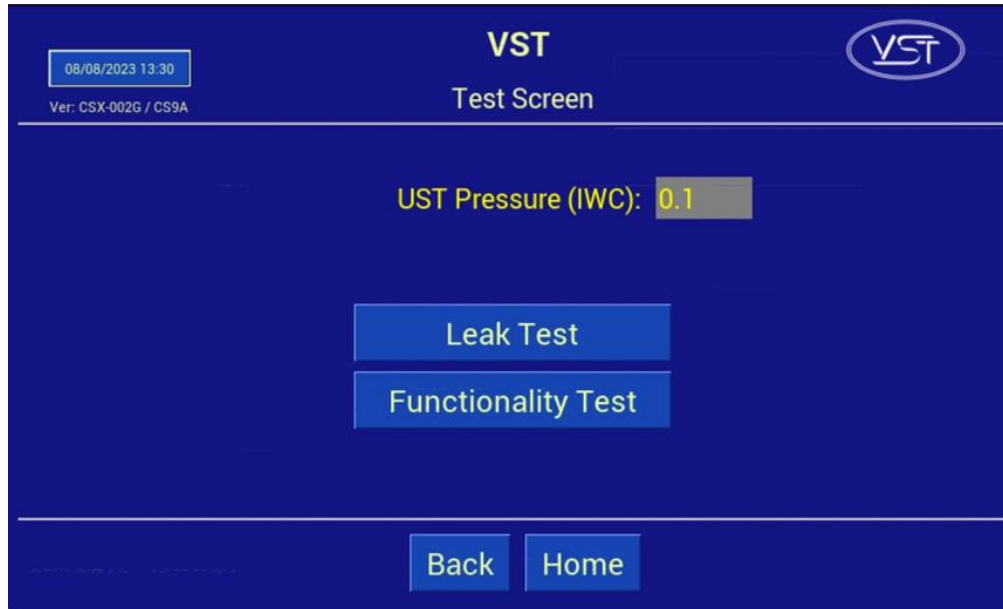 VST
VST
08/08/2023 13:30
Ver: CSX-002G / CS9A
Test Screen
UST Pressure (IWC): 0.1
Leak Test
Functionality Test
Back Home